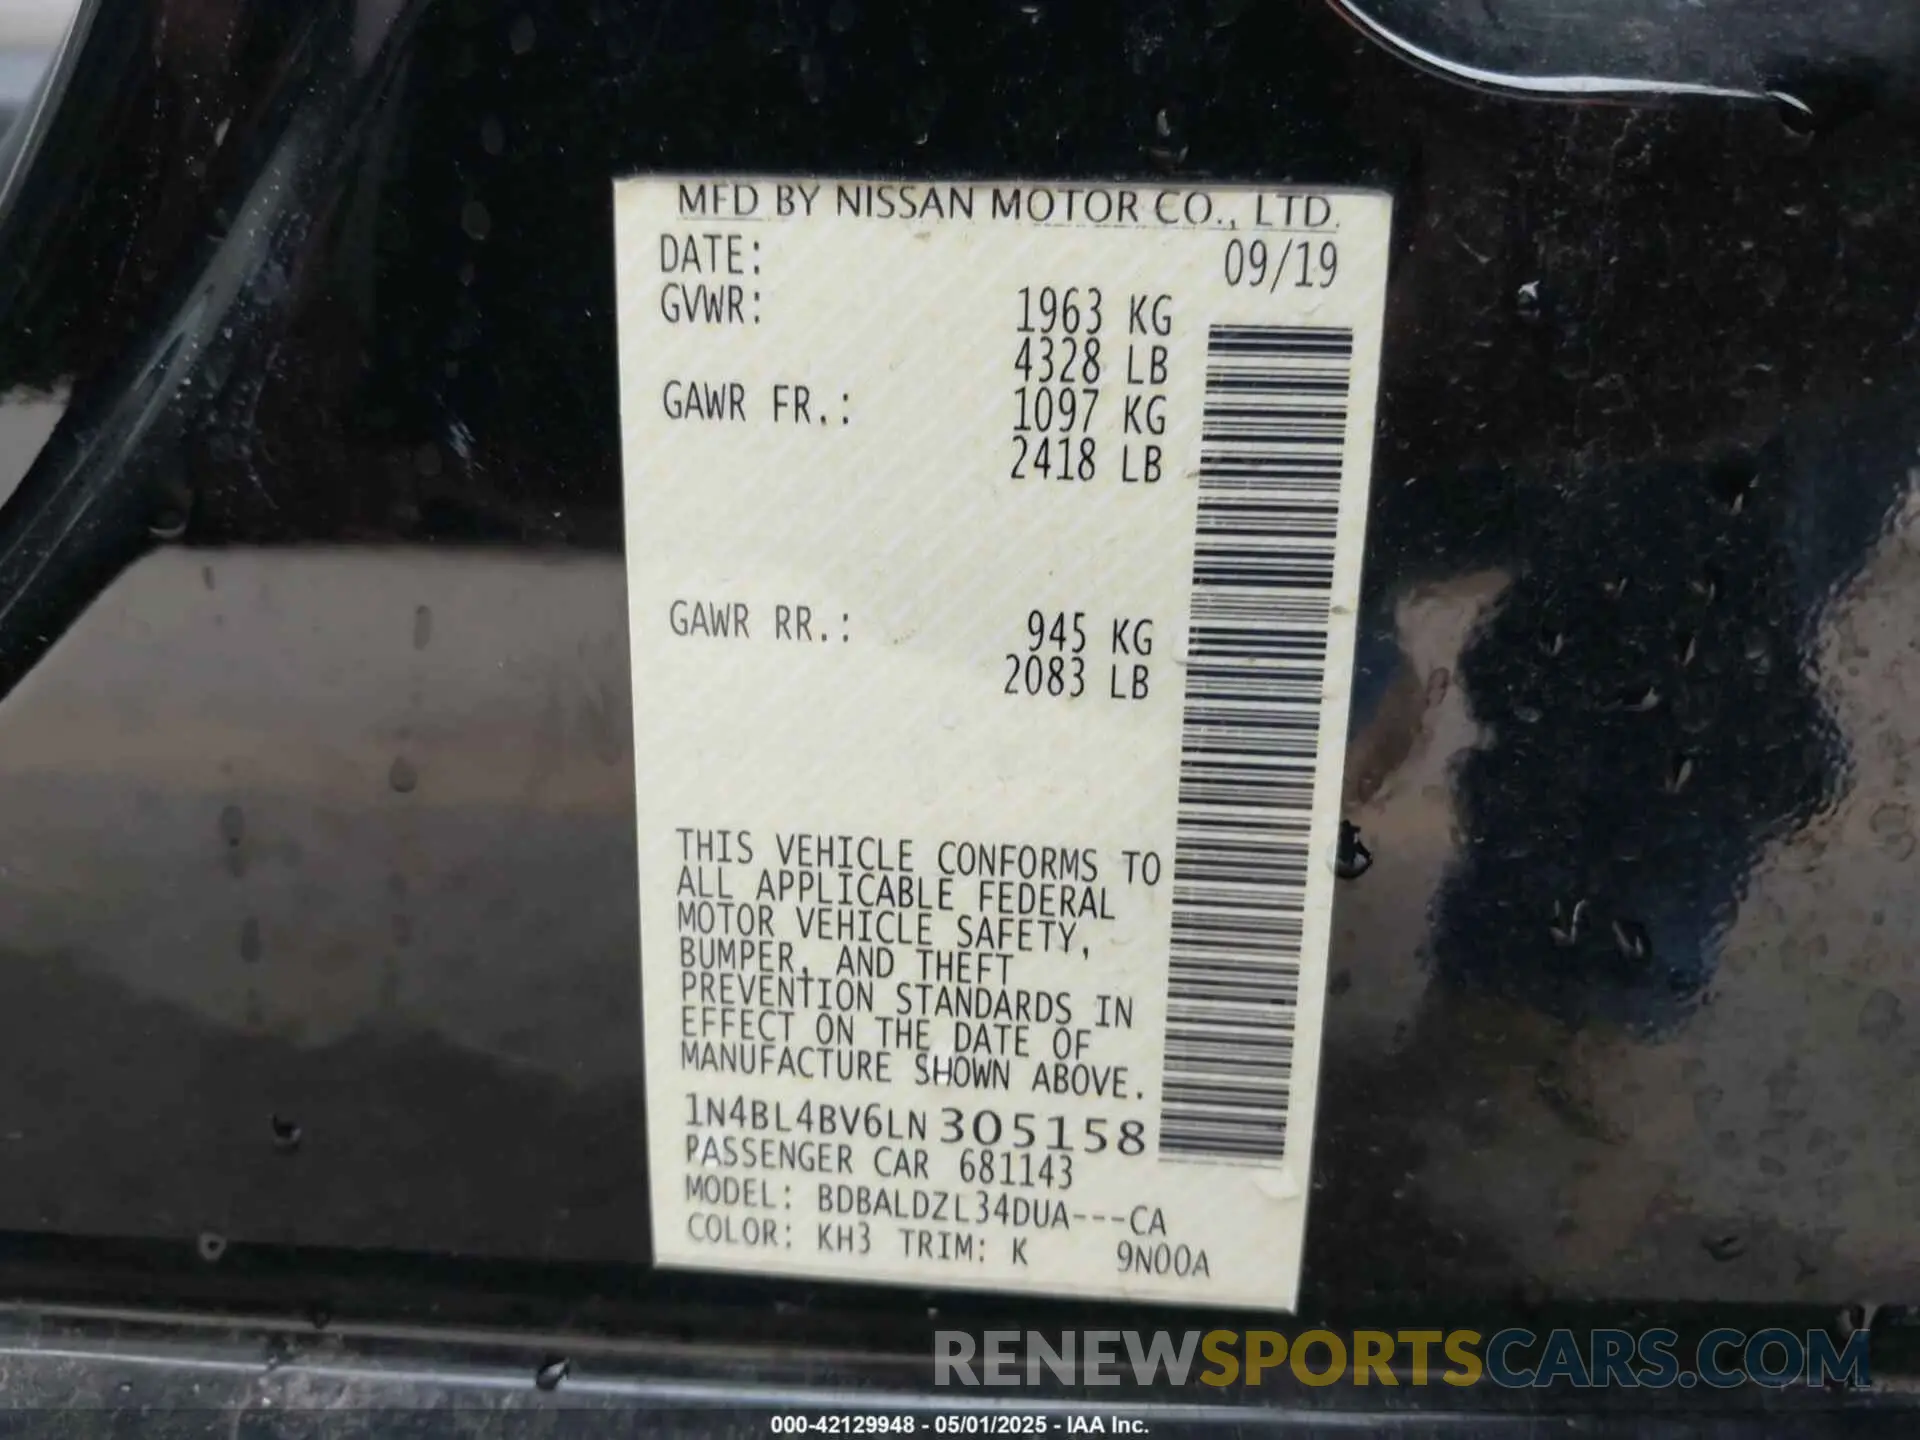 MFD BY NISSAN MOTOR CO., LTD.
DATE: 09/19
GVWR: 1963 KG
4328 LB
GAWR FR.: 1097 KG
2418 LB
GAWR RR.: 945 KG
2083 LB
THIS VEHICLE CONFORMS TO
ALL APPLICABLE FEDERAL
MOTOR VEHICLE SAFETY,
BUMPER, AND THEFT
PREVENTION STANDARDS IN
EFFECT ON THE DATE OF
MANUFACTURE SHOWN ABOVE.
1N4BL4BV6LN305158
PASSENGER CAR 681143
MODEL: BDBALDZL34DUA---CA
COLOR: KH3 TRIM: K 9N00A
RENEWSPORTSCARS.COM
000-42129948 - 05/01/2025 - IAA Inc.